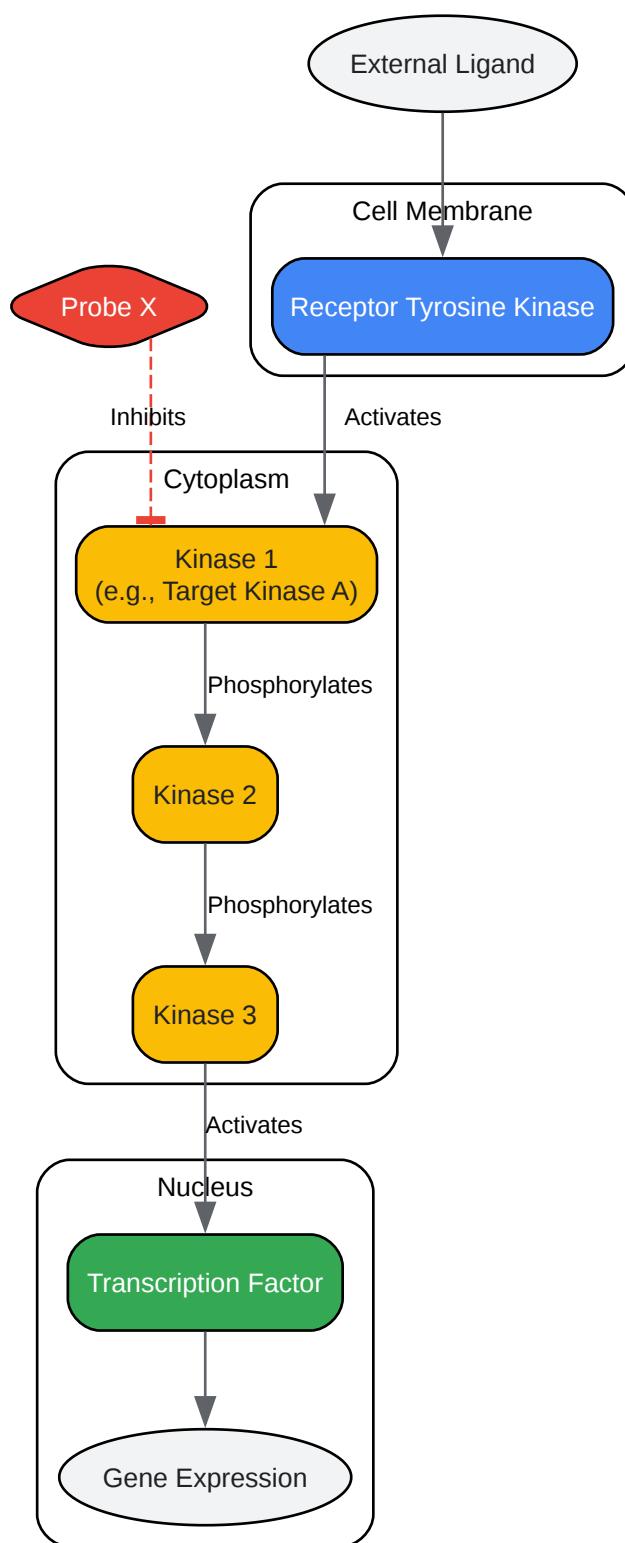 External Ligand
Cell Membrane
Receptor Tyrosine Kinase
Probe X
Inhibits
Activates
Cytoplasm
Kinase 1
(e.g., Target Kinase A)
Phosphorylates
Kinase 2
Phosphorylates
Kinase 3
Activates
Nucleus
Transcription Factor
Gene Expression